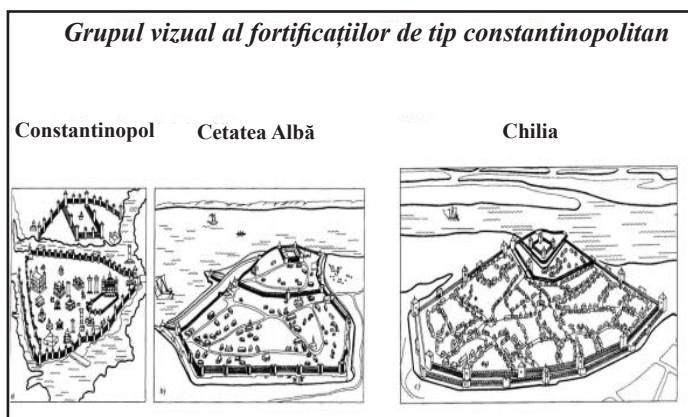 Grupul vizual al fortificațiilor de tip constantinopolitan
Constantinopol Cetatea Albă Chilia
a) b) c)